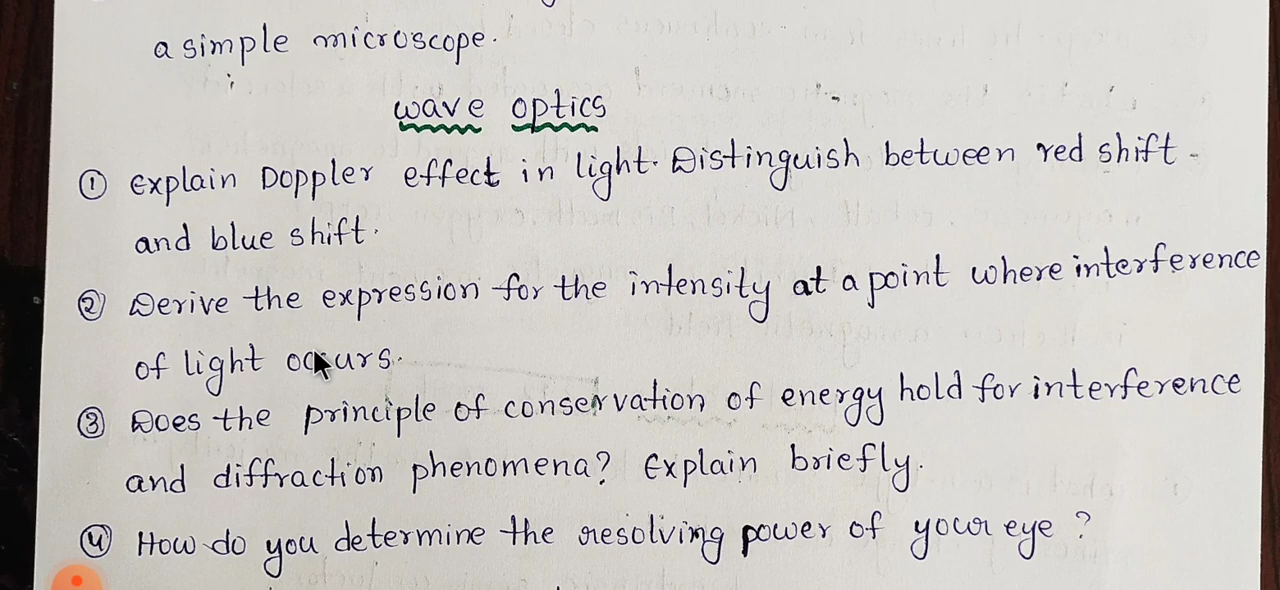 a simple microscope.
wave optics
① Explain Doppler effect in light. Distinguish between red shift -
and blue shift.
② Derive the expression for the intensity at a point where interference
of light occurs.
③ Does the principle of conservation of energy hold for interference
and diffraction phenomena? Explain briefly.
④ How do you determine the resolving power of your eye?